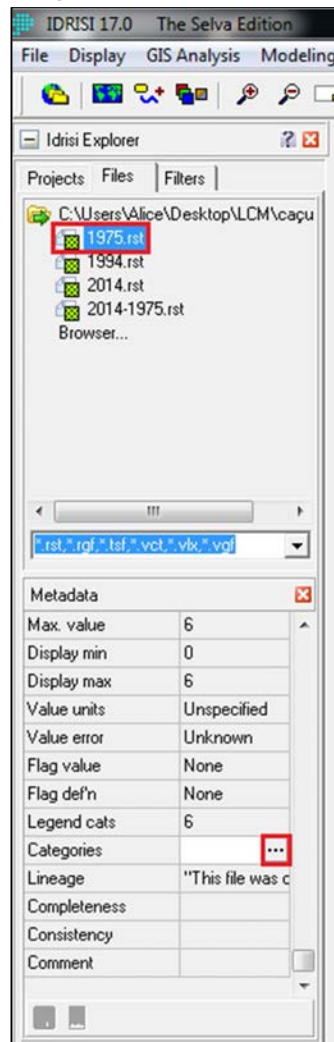 IDRISI 17.0 The Selva Edition
File Display GIS Analysis Modeling
Idrisi Explorer
Projects Files Filters
C:\Users\Alice\Desktop\LCM\caçu
1975.rst
1994.rst
2014.rst
2014-1975.rst
Browser...
*.rst,*.rgf,*.tsf,*.vct,*.vlx,*.vgf
Metadata
Max. value 6
Display min 0
Display max 6
Value units Unspecified
Value error Unknown
Flag value None
Flag def'n None
Legend cats 6
Categories ...
Lineage "This file was c
Completeness
Consistency
Comment